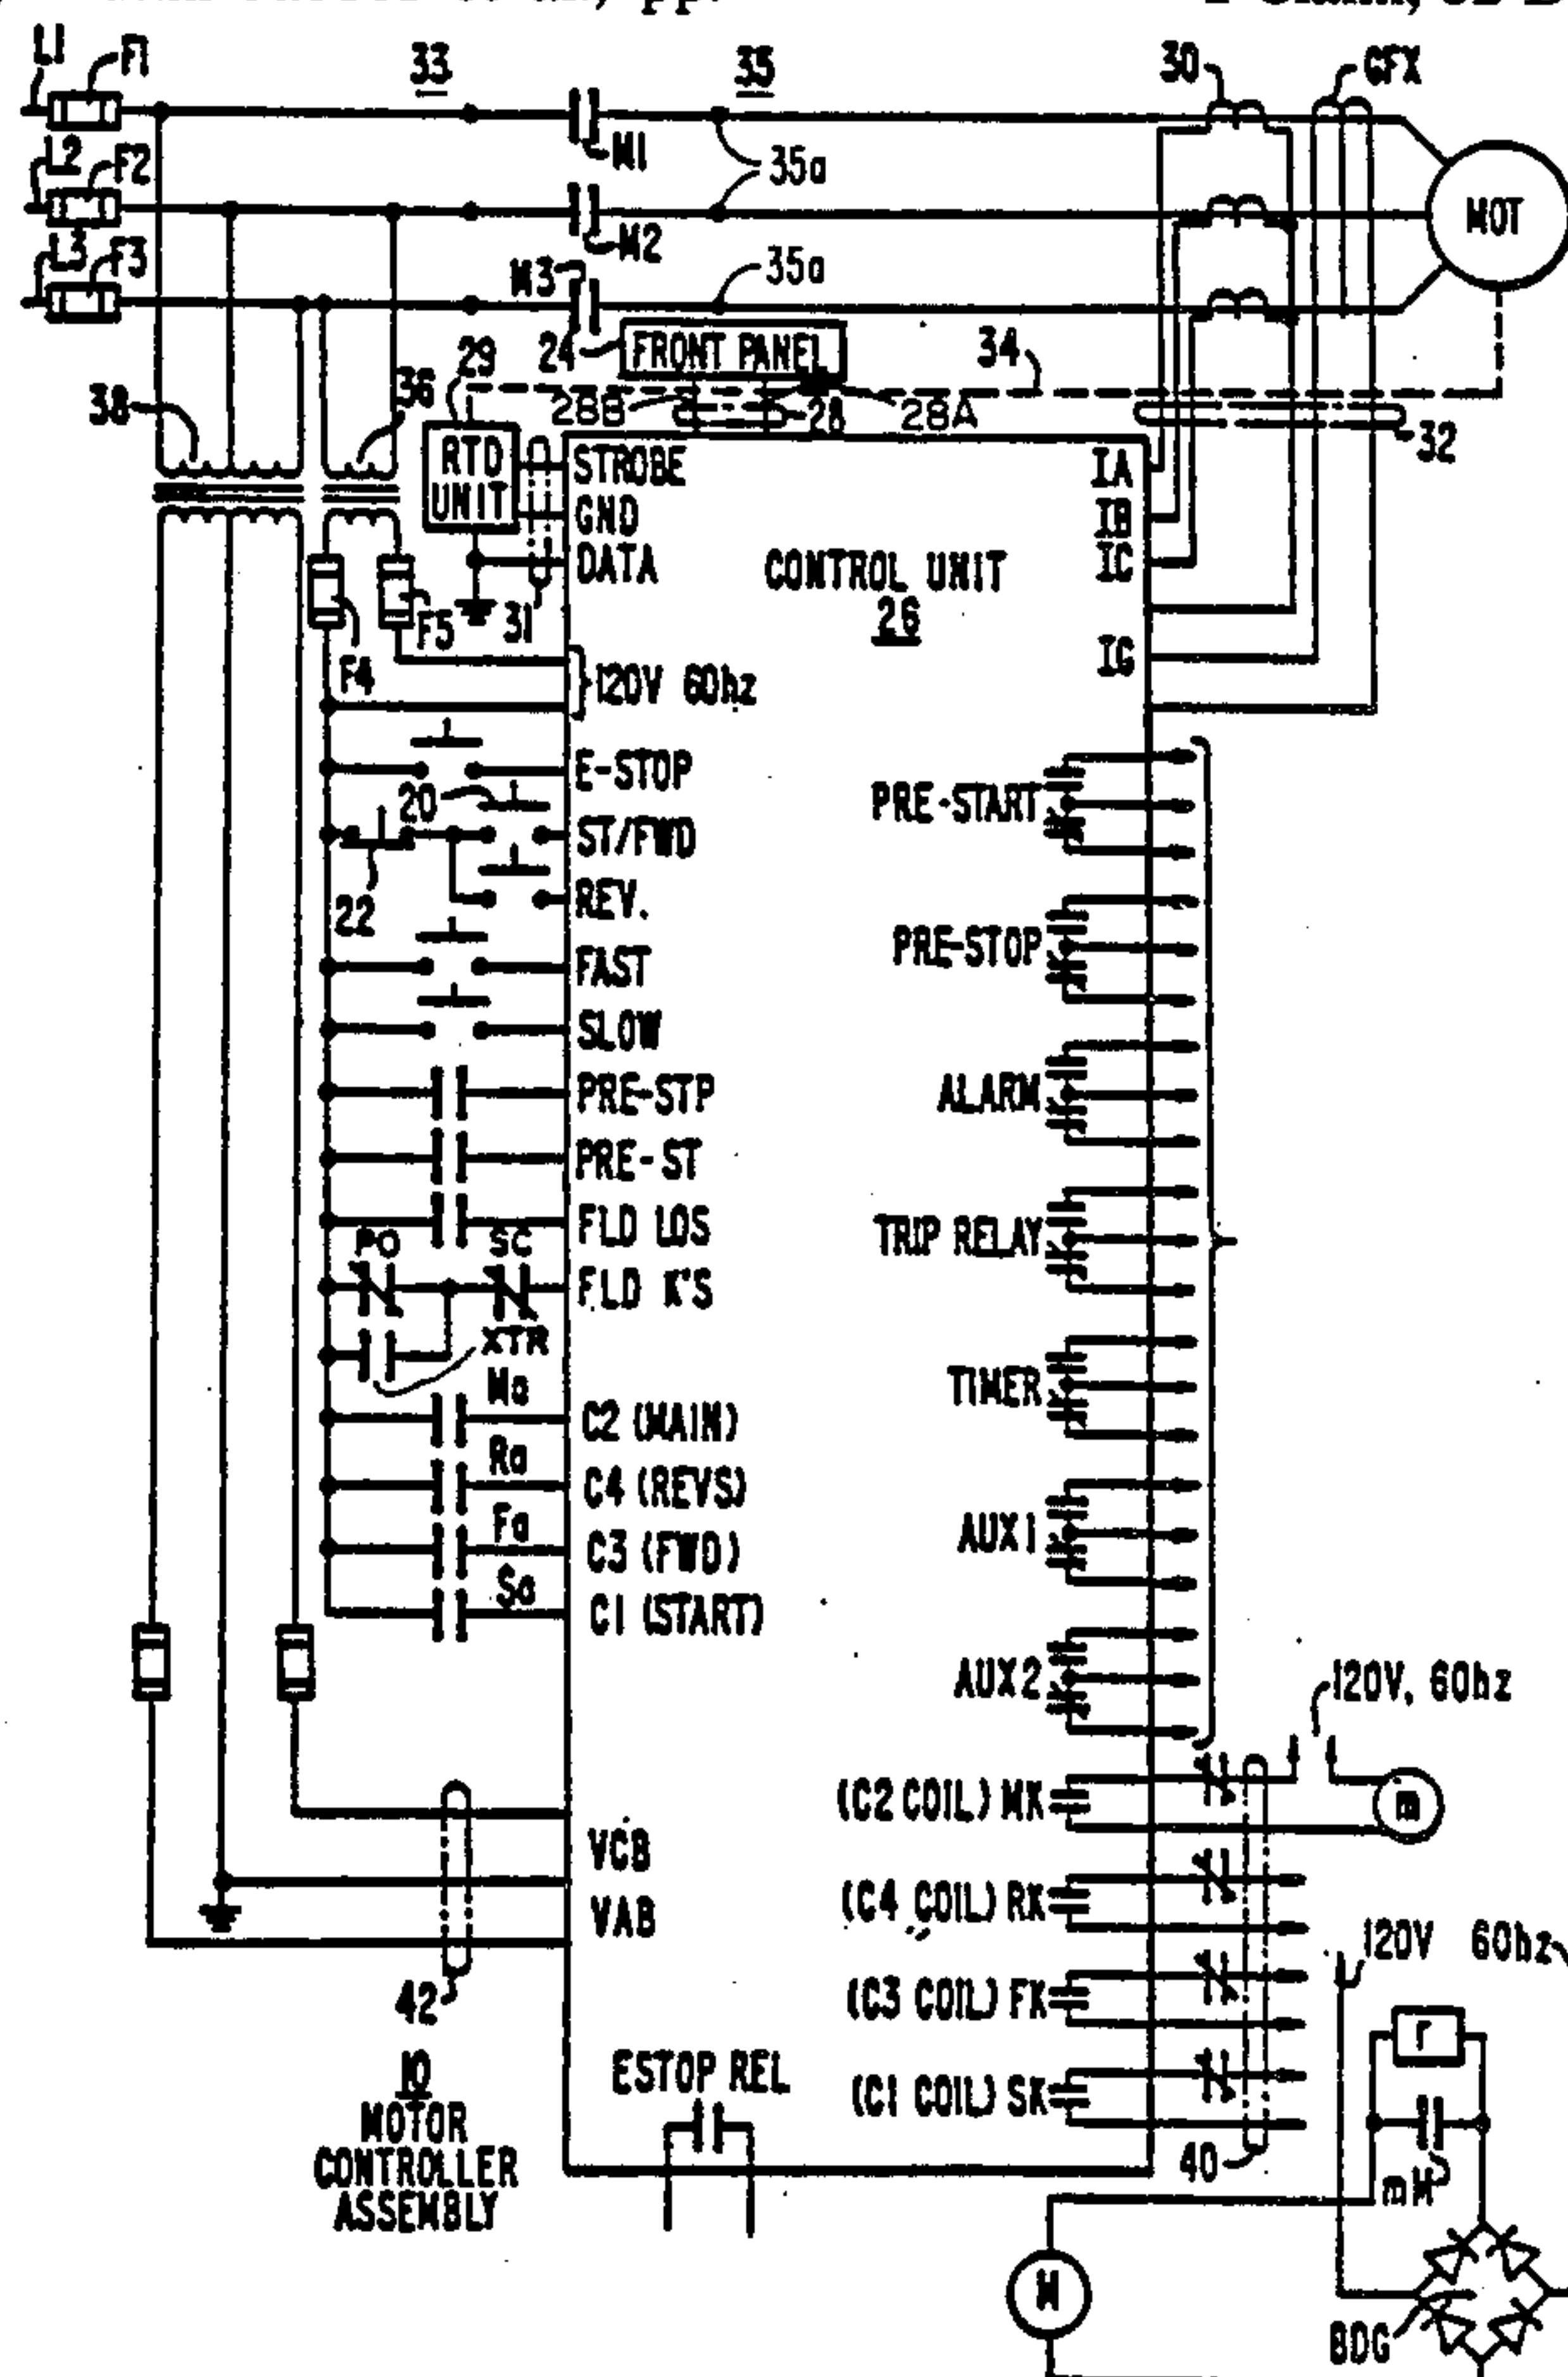 L1
F1
33
35
30
GFX
L2
F2
M1
35a
MOT
L3
F3
M2
M3
35a
29
24
FRONT PANEL
34
38
36
28B
28
28A
32
RTD
UNIT
STROBE
GND
DATA
CONTROL UNIT
26
IA
IB
IC
IG
31
F5
F4
120V 60hz
E-STOP
20
ST/FWD
22
REV.
FAST
SLOW
PRE-STP
PRE-ST
FLD LOS
PO
SC
FLD K'S
XTR
Ma
C2 (MAIN)
Ra
C4 (REVS)
Fa
C3 (FWD)
Sa
C1 (START)
PRE-START
PRE-STOP
ALARM
TRIP RELAY
TIMER
AUX1
AUX2
120V, 60hz
(C2 COIL) MK
m
VCB
(C4 COIL) RK
VAB
120V 60hz
(C3 COIL) FK
42
r
10
MOTOR
CONTROLLER
ASSEMBLY
ESTOP REL
(C1 COIL) SK
40
mM
M
BDG